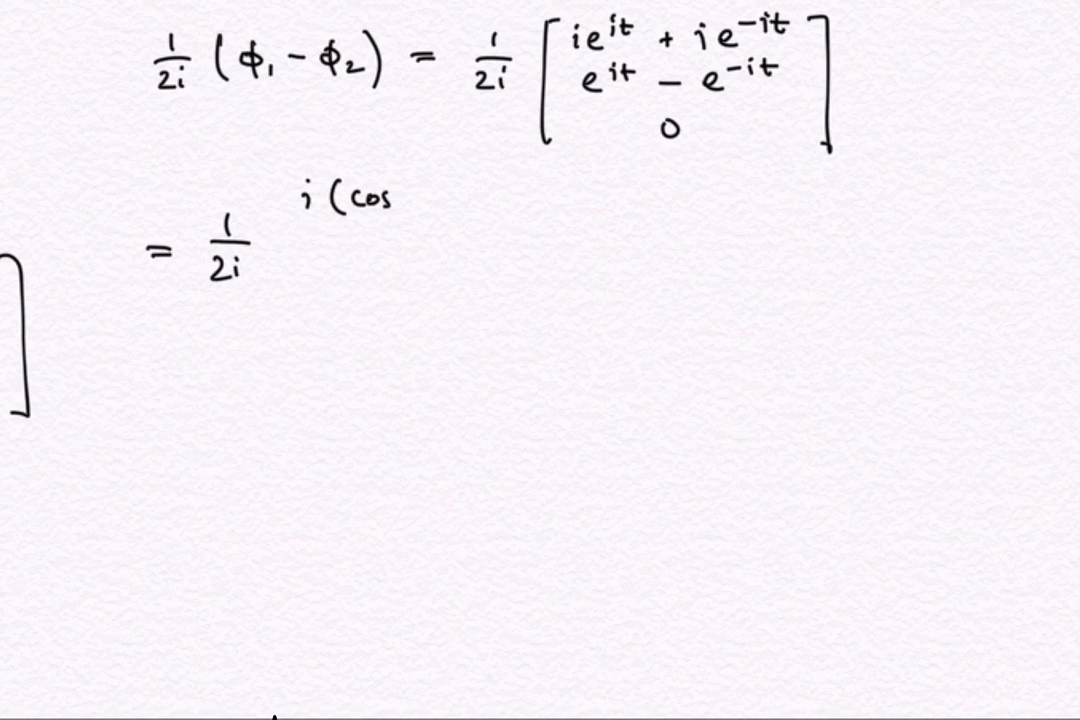 1/2i (ϕ₁ - ϕ₂) = 1/2i [ie^{it} + ie^{-it}
e^{it} - e^{-it}
0]
i (cos
= 1/2i